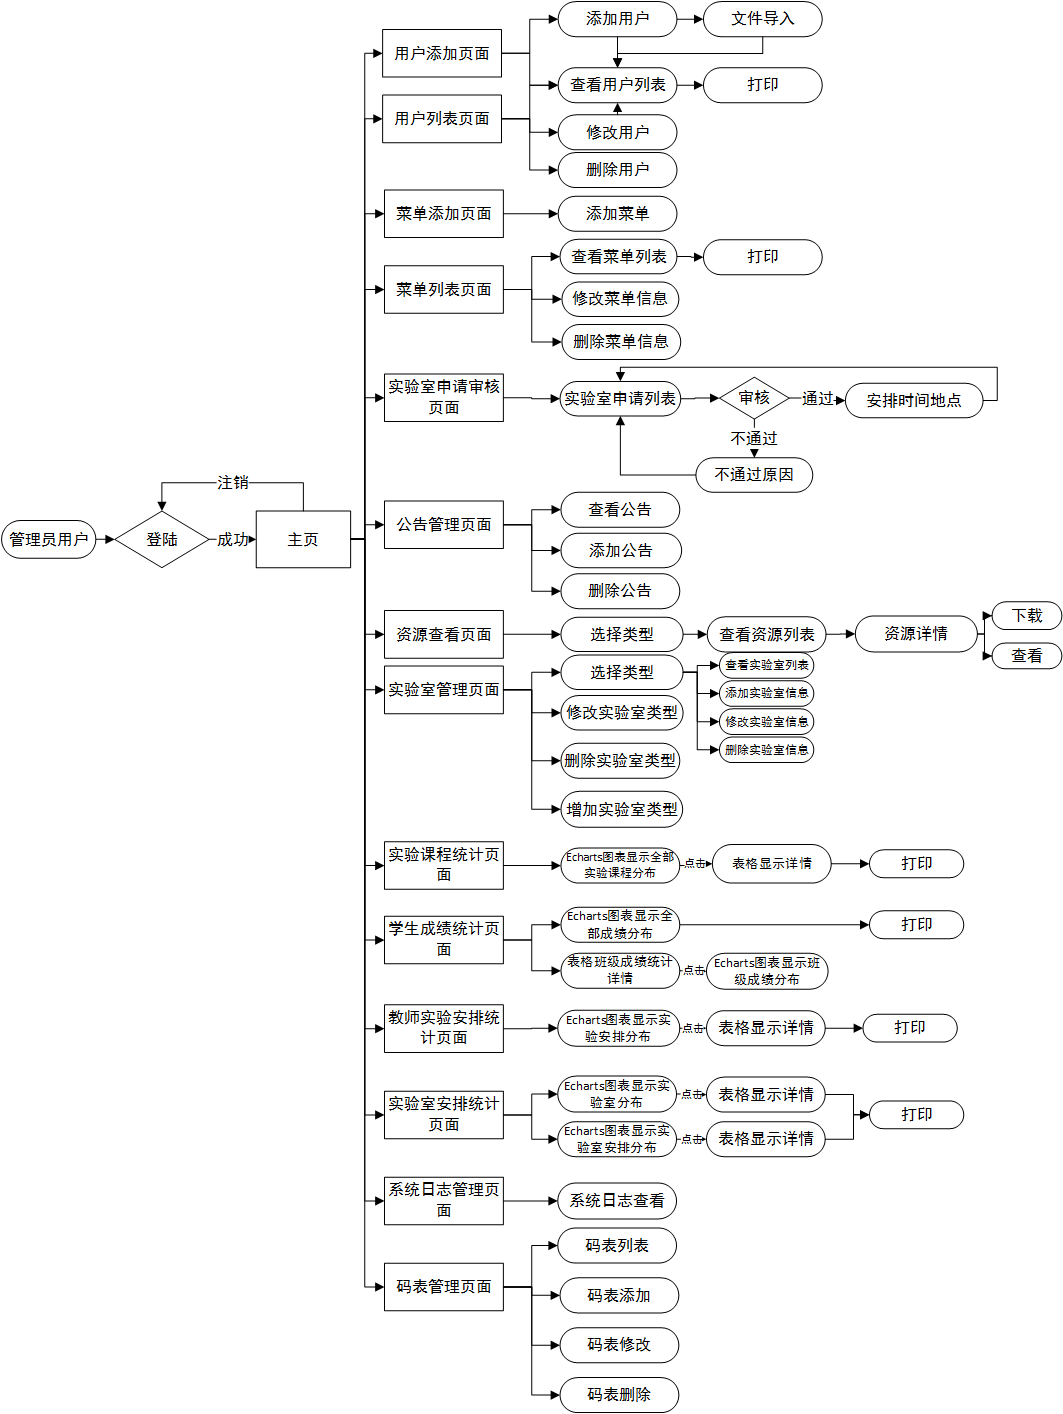 添加用户
文件导入
用户添加页面
查看用户列表
打印
用户列表页面
修改用户
删除用户
菜单添加页面
添加菜单
查看菜单列表
打印
菜单列表页面
修改菜单信息
删除菜单信息
实验室申请审核
页面
实验室申请列表
审核
通过
安排时间地点
不通过
不通过原因
注销
管理员用户
登陆
成功
主页
公告管理页面
查看公告
添加公告
删除公告
资源查看页面
选择类型
查看资源列表
资源详情
下载
查看
实验室管理页面
选择类型
查看实验室列表
添加实验室信息
修改实验室信息
删除实验室信息
修改实验室类型
删除实验室类型
增加实验室类型
实验课程统计页
面
Echarts图表显示全部
实验课程分布
点击
表格显示详情
打印
学生成绩统计页
面
Echarts图表显示全
部成绩分布
打印
表格班级成绩统计
详情
点击
Echarts图表显示班
级成绩分布
教师实验安排统
计页面
Echarts图表显示实
验安排分布
点击
表格显示详情
打印
实验室安排统计
页面
Echarts图表显示实
验室分布
点击
表格显示详情
打印
Echarts图表显示实
验室安排分布
点击
表格显示详情
系统日志管理页
面
系统日志查看
码表管理页面
码表列表
码表添加
码表修改
码表删除